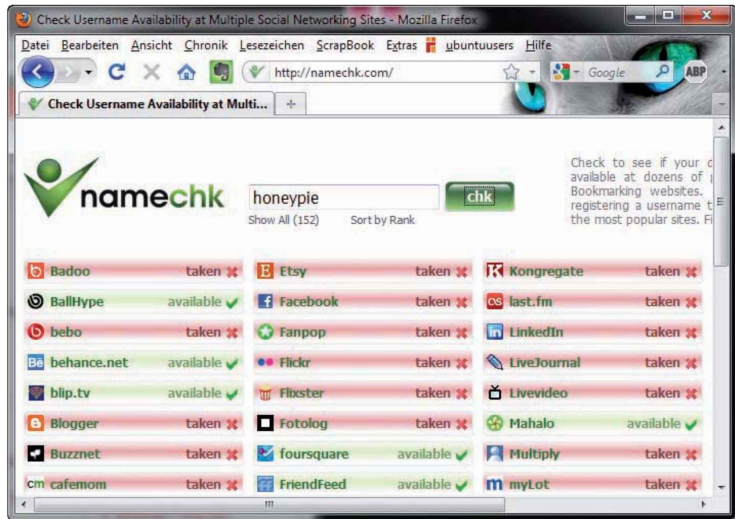 Check Username Availability at Multiple Social Networking Sites - Mozilla Firefox
Datei Bearbeiten Ansicht Chronik Lesezeichen ScrapBook Extras ubuntuusers Hilfe
http://namechk.com/ Google ABP
Check Username Availability at Multi...
namechk
honeypie
chk
Show All (152) Sort by Rank
Check to see if your
available at dozens of
Bookmarking websites.
registering a username
the most popular sites.
Badoo taken Etsy taken Kongregate taken
BallHype available Facebook taken last.fm taken
bebo taken Fanpop taken LinkedIn taken
behance.net available Flickr taken LiveJournal taken
blip.tv available Flixster taken Livevideo taken
Blogger taken Fotolog taken Mahalo available
Buzznet taken foursquare available Multiply taken
cafemom taken FriendFeed available myLot taken